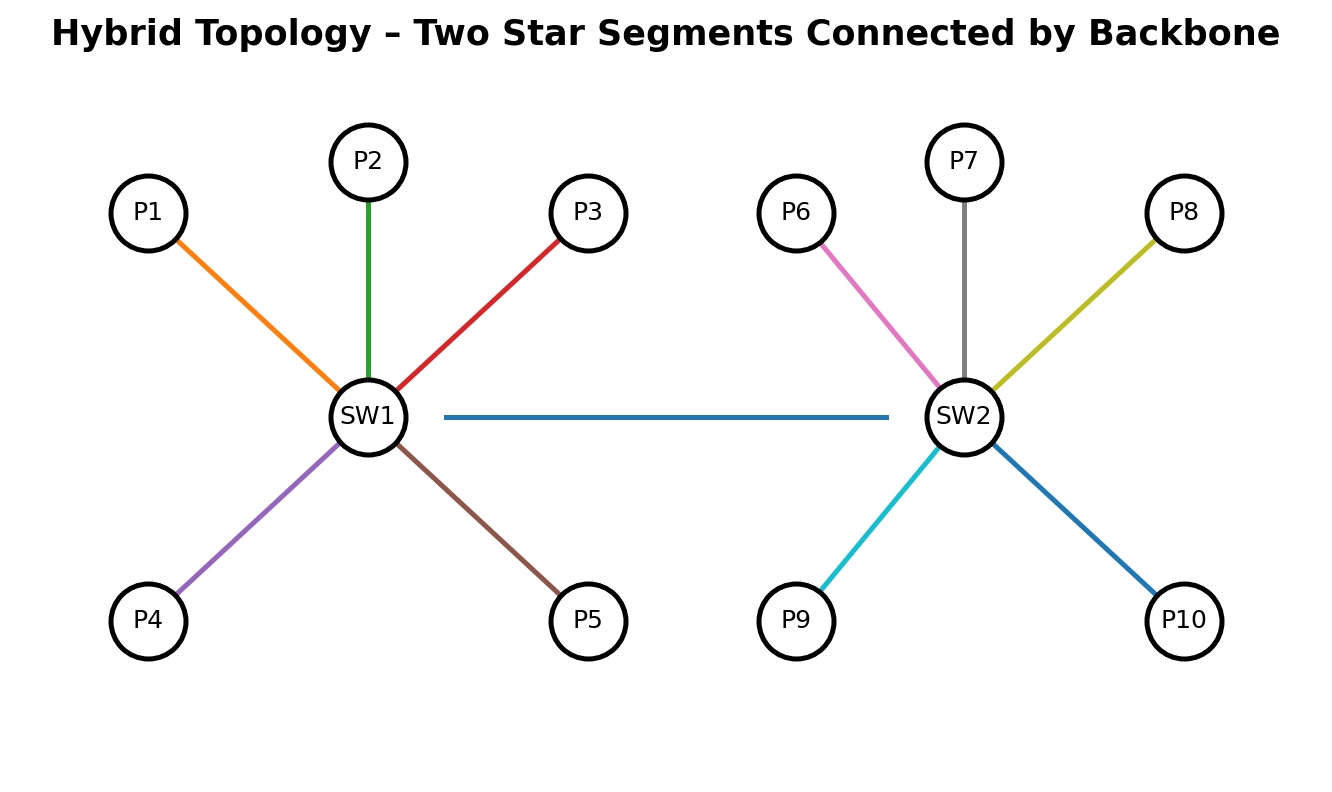 Hybrid Topology – Two Star Segments Connected by Backbone
P2
P7
P1
P3
P6
P8
SW1
SW2
P4
P5
P9
P10